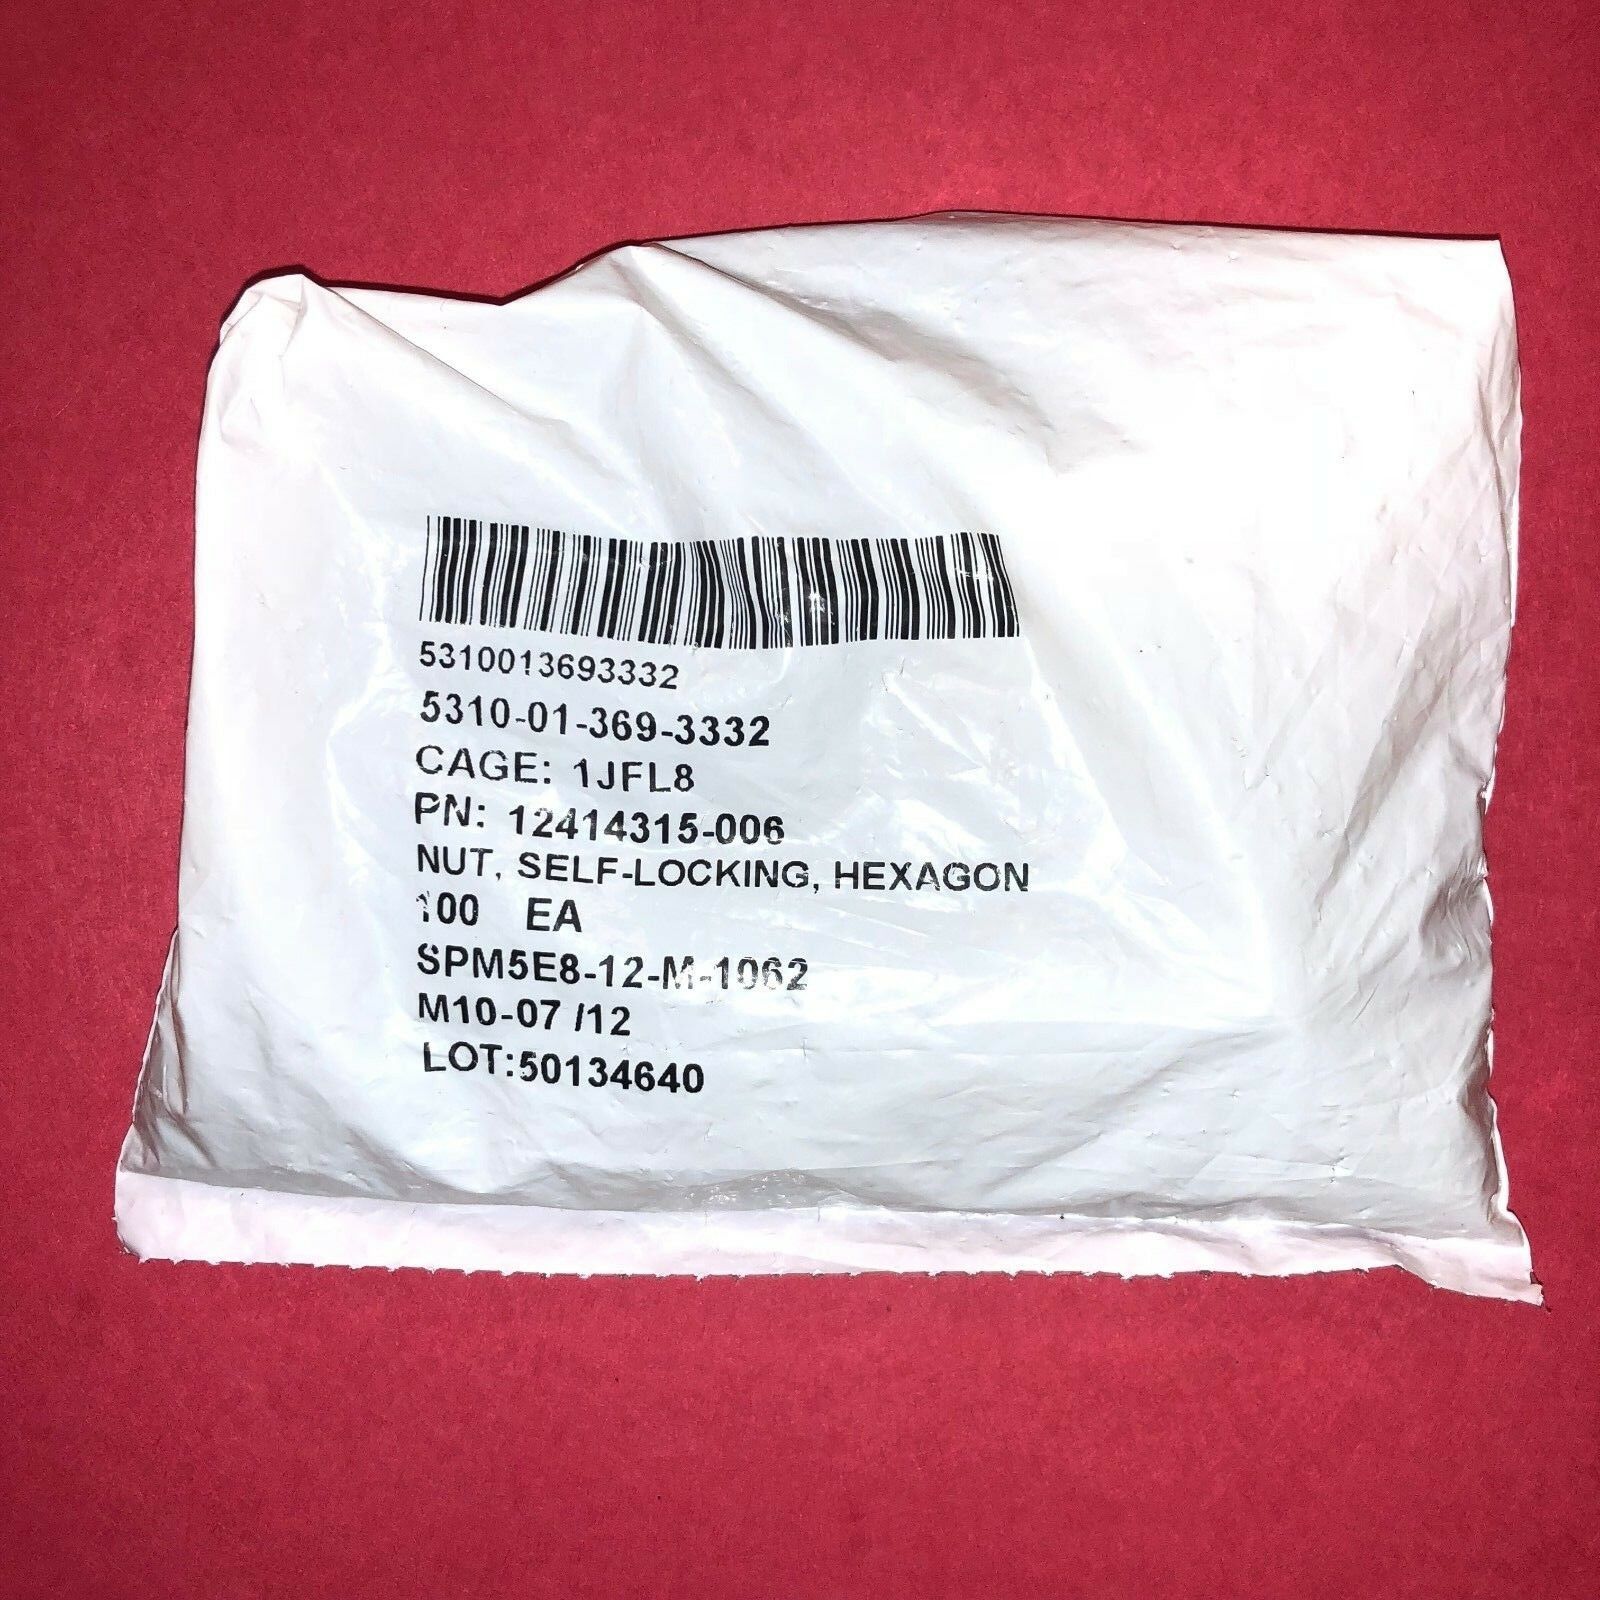 5310013693332
5310-01-369-3332
CAGE: 1JFL8
PN: 12414315-006
NUT, SELF-LOCKING, HEXAGON
100 EA
SPM5E8-12-M-1062
M10-07 /12
LOT:50134640